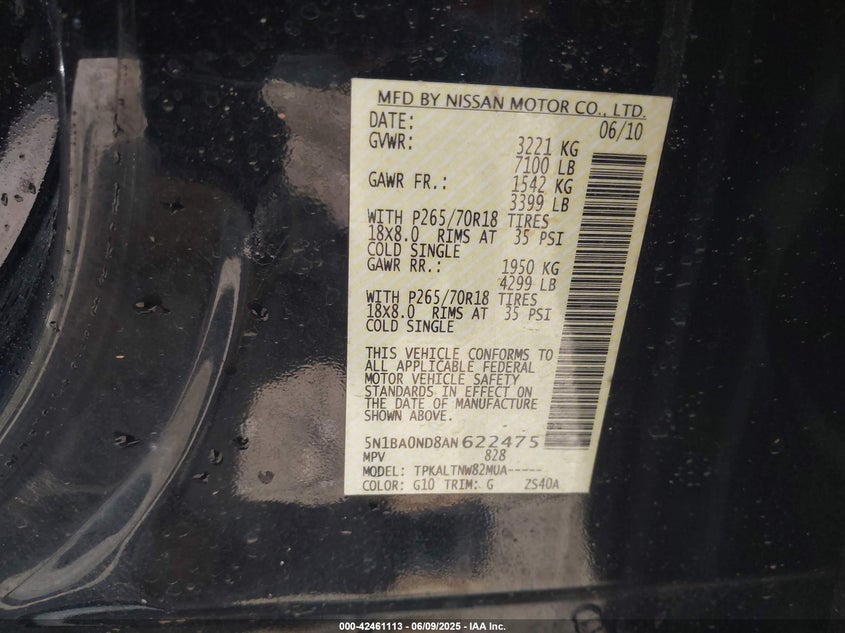 MFD BY NISSAN MOTOR CO., LTD.
DATE: 06/10
GVWR: 3221 KG
7100 LB
GAWR FR.: 1542 KG
3399 LB
WITH P265/70R18 TIRES
18X8.0 RIMS AT 35 PSI
COLD SINGLE
GAWR RR.: 1950 KG
4299 LB
WITH P265/70R18 TIRES
18X8.0 RIMS AT 35 PSI
COLD SINGLE
THIS VEHICLE CONFORMS TO
ALL APPLICABLE FEDERAL
MOTOR VEHICLE SAFETY
STANDARDS IN EFFECT ON
THE DATE OF MANUFACTURE
SHOWN ABOVE.
5N1BA0ND8AN622475
MPV 828
MODEL: TPKALTNW82MUA-----
COLOR: G10 TRIM: G ZS40A
000-42461113 - 06/09/2025 - IAA Inc.